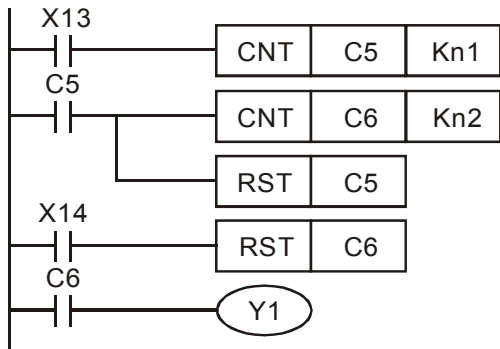 X13
CNT C5 Kn1
C5
CNT C6 Kn2
RST C5
X14
RST C6
C6
Y1